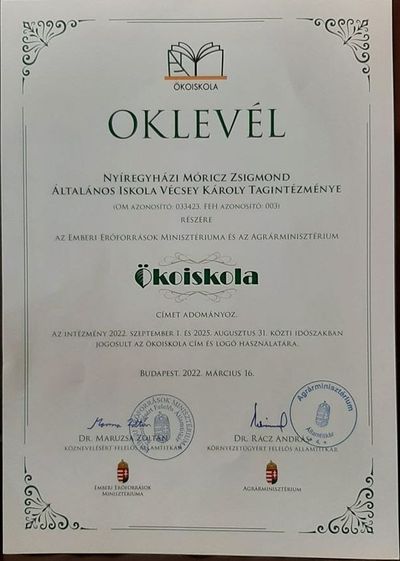 ÖKOISKOLA
OKLEVÉL
NYÍREGYHÁZI MÓRICZ ZSIGMOND
ÁLTALÁNOS ISKOLA VÉCSEY KÁROLY TAGINTÉZMÉNYE
(OM AZONOSÍTÓ: 033423. FEH AZONOSÍTÓ: 003)
RÉSZÉRE
AZ EMBERI ERŐFORRÁSOK MINISZTÉRIUMA ÉS AZ AGRÁRMINISZTÉRIUM
Ökoiskola
CÍMET ADOMÁNYOZ.
AZ INTÉZMÉNY 2022. SZEPTEMBER 1. ÉS 2025. AUGUSZTUS 31. KÖZTI IDŐSZAKBAN
JOGOSULT AZ ÖKOISKOLA CÍM ÉS LOGÓ HASZNÁLATÁRA.
BUDAPEST, 2022. MÁRCIUS 16.
Agrárminisztérium
Államtitkár
DR. MARUZSA ZOLTÁN
DR. RÁCZ ANDRÁS
KÖZNEVELÉSÉRT FELELŐS ÁLLAMTITKÁR
KÖRNYEZETÜGYÉRT FELELŐS ÁLLAMTITKÁR
EMBERI ERŐFORRÁSOK
MINISZTÉRIUMA
AGRÁRMINISZTÉRIUM